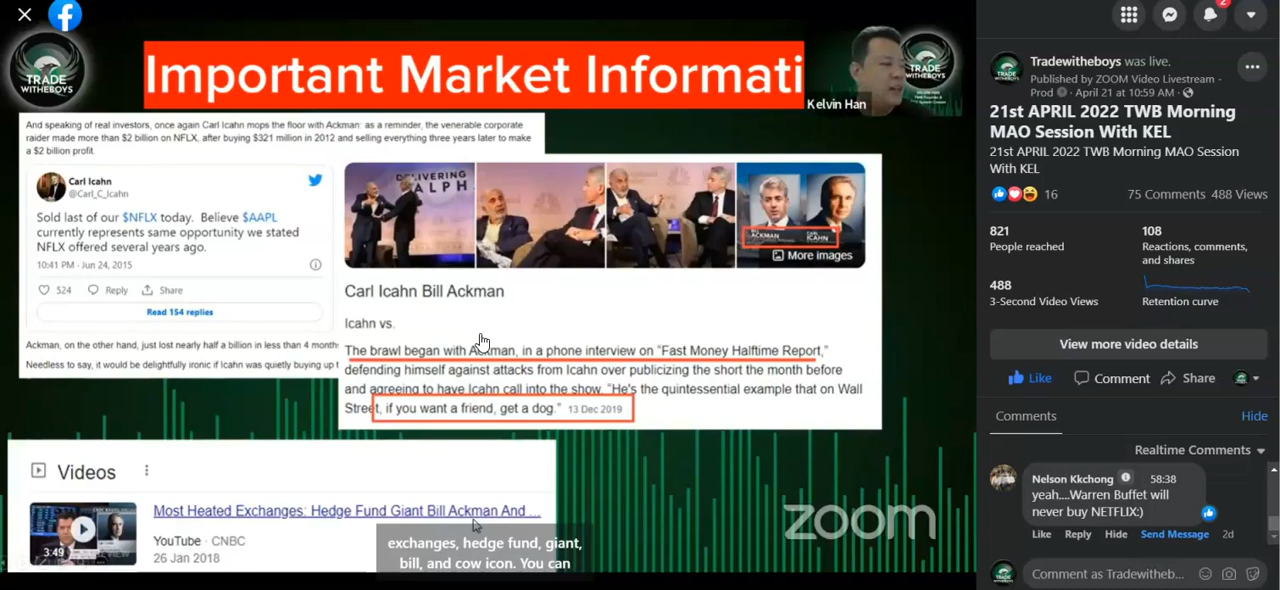 TRADE
WITHEBOYS
Important Market Informati
TRADE
WITHEBOYS
Kelvin Han
And speaking of real investors, once again Carl Icahn mops the floor with Ackman: as a reminder, the venerable corporate
raider made more than $2 billion on NFLX, after buying $321 million in 2012 and selling everything three years later to make
a $2 billion profit.
Carl Icahn
@Carl_C_Icahn
Sold last of our $NFLX today. Believe $AAPL
currently represents same opportunity we stated
NFLX offered several years ago.
10:41 PM · Jun 24, 2015
524 Reply Share
Read 154 replies
Ackman, on the other hand, just lost nearly half a billion in less than 4 months
Needless to say, it would be delightfully ironic if Icahn was quietly buying up
DELIVERING
ALPH
ACKMAN
CARL
ICAHN
More images
Carl Icahn Bill Ackman
Icahn vs.
The brawl began with Ackman, in a phone interview on "Fast Money Halftime Report,"
defending himself against attacks from Icahn over publicizing the short the month before
and agreeing to have Icahn call into the show. "He's the quintessential example that on Wall
Street, if you want a friend, get a dog." 13 Dec 2019
Videos
3:49
Most Heated Exchanges: Hedge Fund Giant Bill Ackman And ...
YouTube · CNBC
26 Jan 2018
exchanges, hedge fund, giant,
bill, and cow icon. You can
zoom
2
Tradewitheboys was live.
Published by ZOOM Video Livestream -
Prod · April 21 at 10:59 AM ·
21st APRIL 2022 TWB Morning
MAO Session With KEL
21st APRIL 2022 TWB Morning MAO Session
With KEL
16 75 Comments 488 Views
821
People reached
108
Reactions, comments,
and shares
488
3-Second Video Views
Retention curve
View more video details
Like Comment Share
Comments Hide
Realtime Comments
Nelson Kkchong 58:38
yeah....Warren Buffet will
never buy NETFLIX:)
Like Reply Hide Send Message 2d
Comment as Tradewitheb...